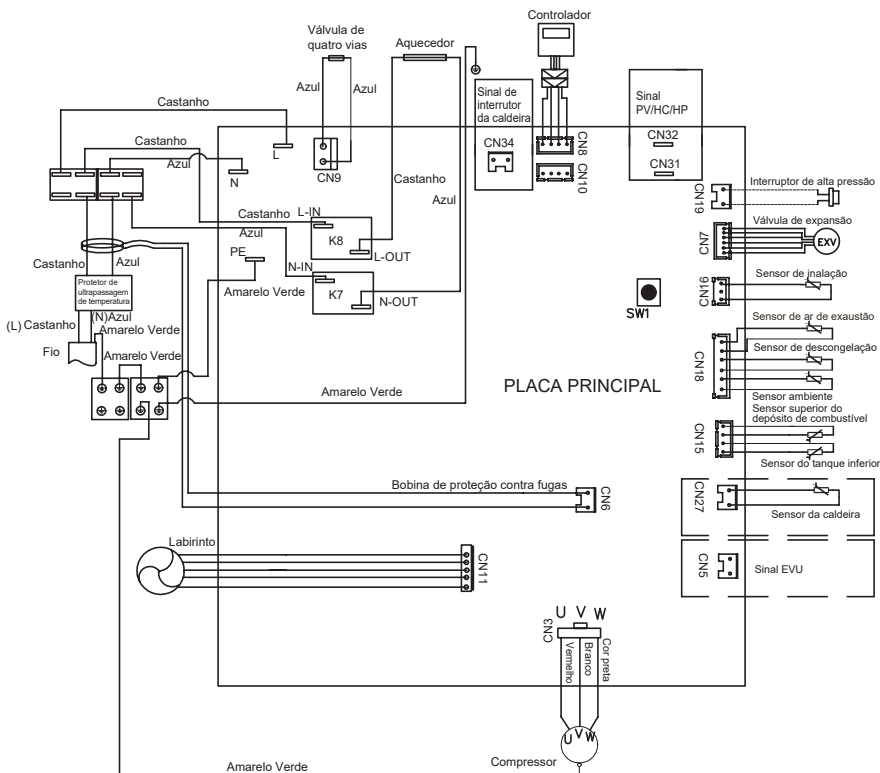 Controlador
Válvula de
quatro vias
Aquecedor
Azul
Azul
Sinal de
interrutor
da caldeira
CN34
Sinal
PV/HC/HP
CN32
CN31
CN8
CN10
Castanho
Castanho
Azul
L
N
CN9
Castanho
Azul
CN19
Interruptor de alta pressão
CN7
Válvula de expansão
EXV
L-IN
Castanho
Azul
K8
L-OUT
PE
N-IN
K7
N-OUT
Amarelo Verde
Castanho
Azul
Protetor de
ultrapassagem
de temperatura
(N)Azul
(L) Castanho
Amarelo Verde
Fio
Amarelo Verde
SW1
CN16
Sensor de inalação
CN18
Sensor de ar de exaustão
Sensor de descongelação
Sensor ambiente
PLACA PRINCIPAL
Amarelo Verde
Sensor superior do
depósito de combustível
CN15
Sensor do tanque inferior
Bobina de proteção contra fugas
CN6
CN27
Sensor da caldeira
Labirinto
CN11
CN5
Sinal EVU
U V W
CN3
Vermelho
Branco
Cor preta
U V W
Compressor
Amarelo Verde